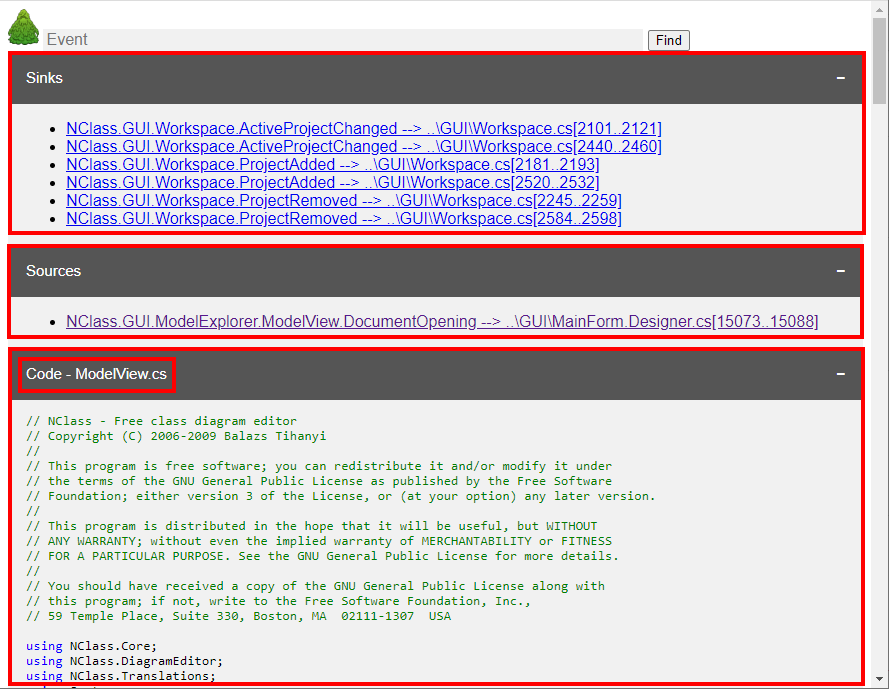 Event
Find
Sinks
−
• NClass.GUI.Workspace.ActiveProjectChanged --> ..\GUI\Workspace.cs[2101..2121]
• NClass.GUI.Workspace.ActiveProjectChanged --> ..\GUI\Workspace.cs[2440..2460]
• NClass.GUI.Workspace.ProjectAdded --> ..\GUI\Workspace.cs[2181..2193]
• NClass.GUI.Workspace.ProjectAdded --> ..\GUI\Workspace.cs[2520..2532]
• NClass.GUI.Workspace.ProjectRemoved --> ..\GUI\Workspace.cs[2245..2259]
• NClass.GUI.Workspace.ProjectRemoved --> ..\GUI\Workspace.cs[2584..2598]
Sources
−
• NClass.GUI.ModelExplorer.ModelView.DocumentOpening --> ..\GUI\MainForm.Designer.cs[15073..15088]
Code - ModelView.cs
−
// NClass - Free class diagram editor
// Copyright (C) 2006-2009 Balazs Tihanyi
//
// This program is free software; you can redistribute it and/or modify it under
// the terms of the GNU General Public License as published by the Free Software
// Foundation; either version 3 of the License, or (at your option) any later version.
//
// This program is distributed in the hope that it will be useful, but WITHOUT
// ANY WARRANTY; without even the implied warranty of MERCHANTABILITY or FITNESS
// FOR A PARTICULAR PURPOSE. See the GNU General Public License for more details.
//
// You should have received a copy of the GNU General Public License along with
// this program; if not, write to the Free Software Foundation, Inc.,
// 59 Temple Place, Suite 330, Boston, MA  02111-1307  USA
using NClass.Core;
using NClass.DiagramEditor;
using NClass.Translations;